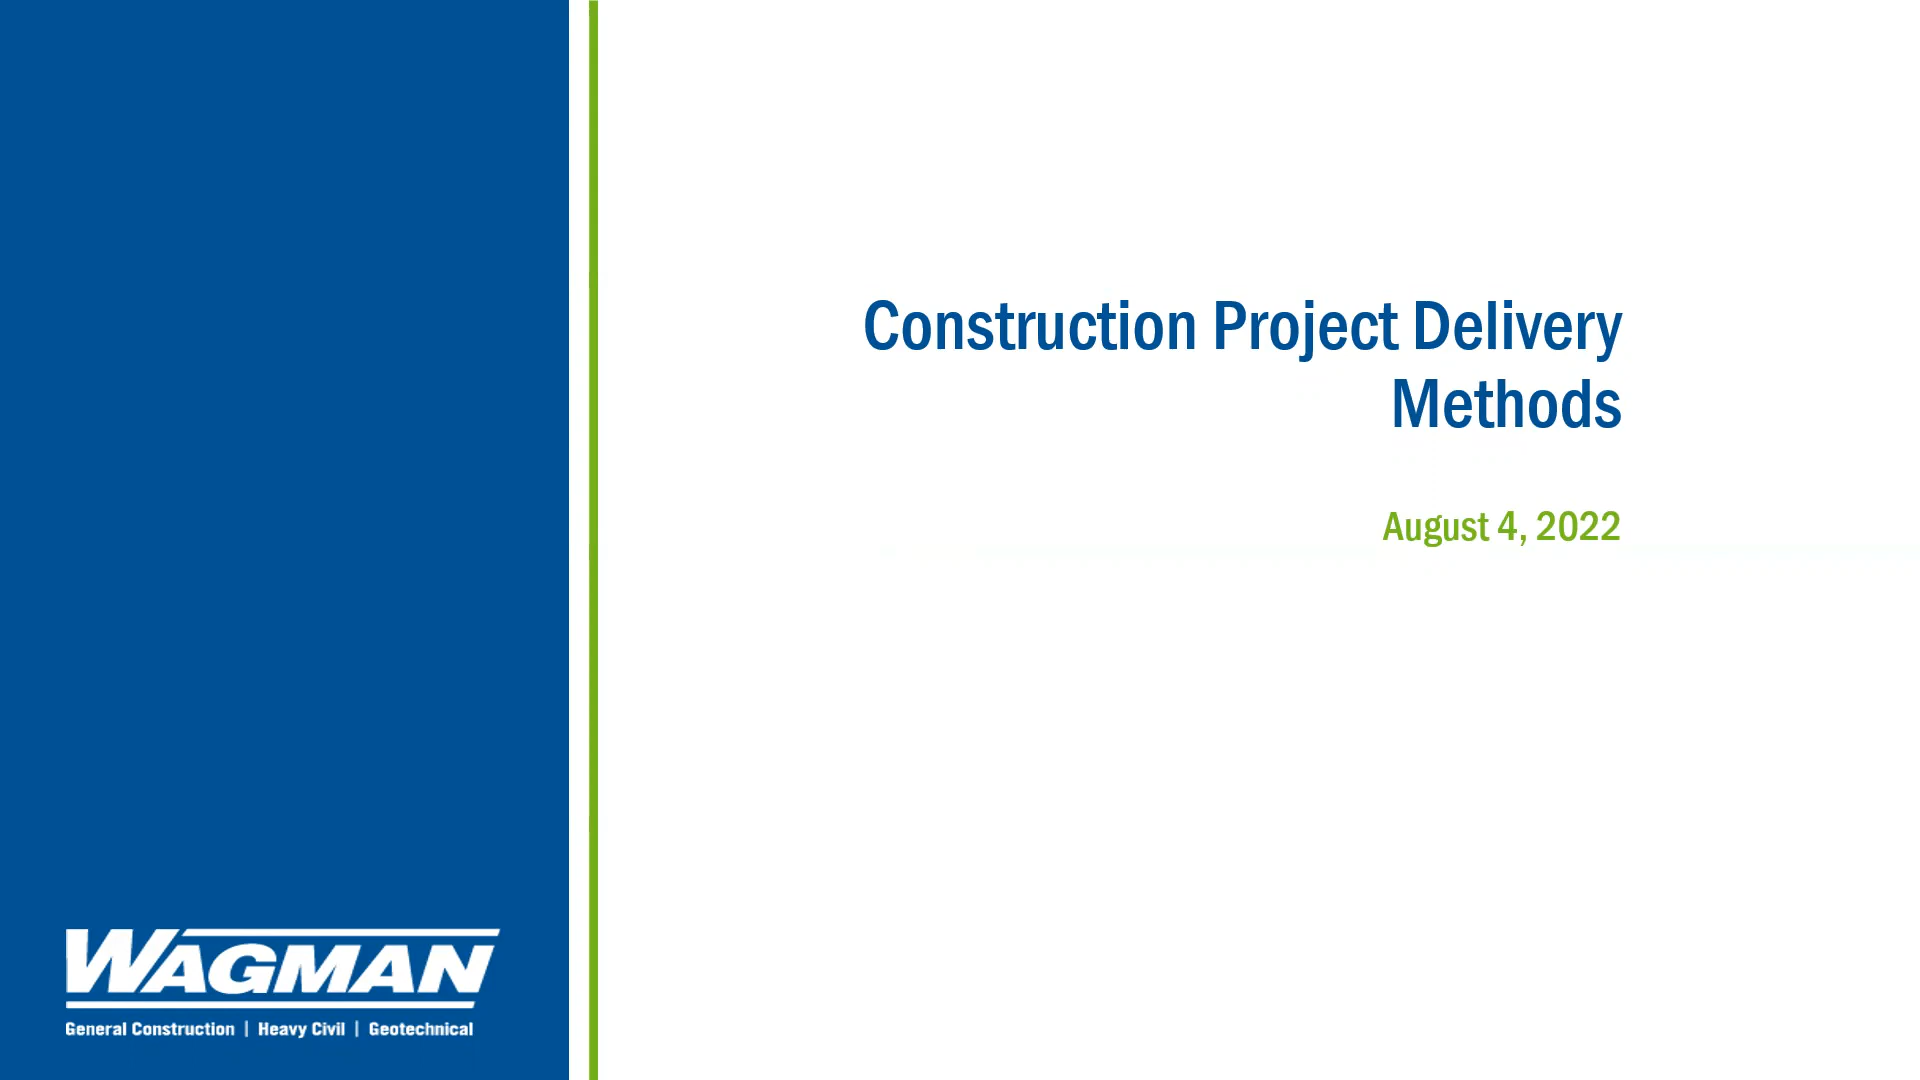 Construction Project Delivery
Methods
August 4, 2022
WAGMAN
General Construction | Heavy Civil | Geotechnical